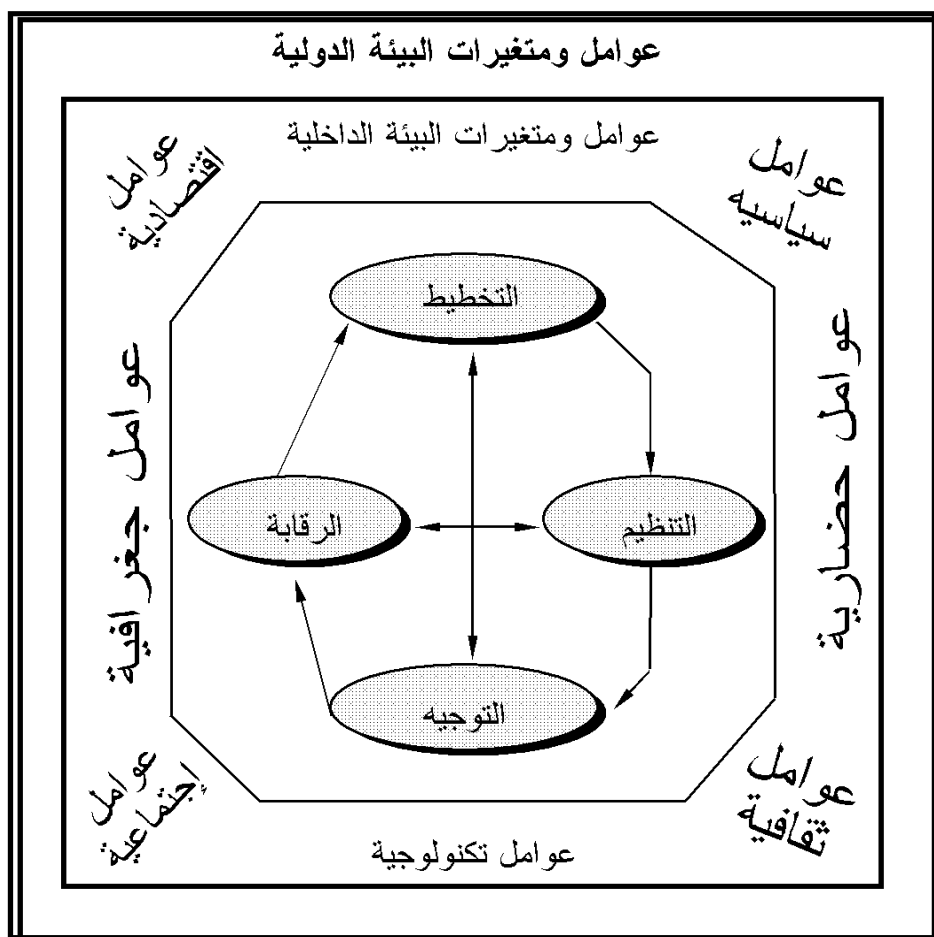 عوامل ومتغيرات البيئة الدولية
عوامل ومتغيرات البيئة الداخلية
عوامل
سياسيه
عوامل
اقتصادية
التخطيط
عوامل حضارية
عوامل جغرافية
التنظيم
الرقابة
التوجيه
عوامل
ثقافية
عوامل
إجتماعية
عوامل تكنولوجية